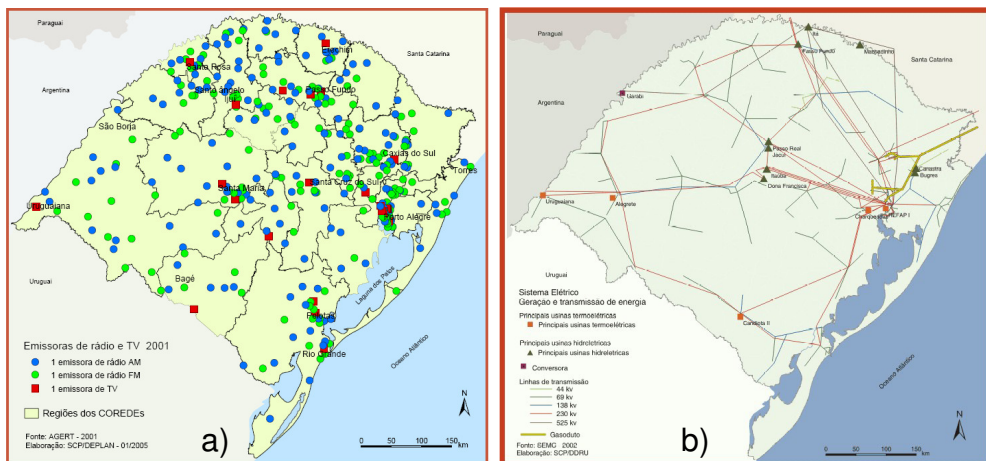 Paraguai
Santa Catarina
Argentina
Erechim
Santa Rosa
Santo ângelo
Ijuí
Passo Fundo
São Borja
Caxias do Sul
Torres
Santa Maria
Santa Cruz do Sul
Uruguaiana
Porto Alegre
Uruguai
Bagé
Laguna dos Patos
Pelotas
Rio Grande
Oceano Atlântico
Emissoras de rádio e TV 2001
1 emissora de rádio AM
1 emissora de rádio FM
1 emissora de TV
Regiões dos COREDEs
Fonte: AGERT - 2001
Elaboração: SCP/DEPLAN - 01/2005
a)
N
0 50 100 150
km
Paraguai
Ita
Passo Fundo
Machadinho
Santa Catarina
Argentina
Garabi
Passo Real
Jacuí
Itaúba
Dona Francisca
Canastra
Bugres
Uruguaiana
Alegrete
Charqueadas
REFAP I
Uruguai
Candiota II
Oceano Atlântico
Sistema Elétrico
Geração e transmissao de energia
Principais usinas termoelétricas
Principais usinas termoelétricas
Principais usinas hidrelétricas
Principais usinas hidreletricas
Conversora
Linhas de transmissão
44 kv
69 kv
138 kv
230 kv
525 kv
Gasoduto
Fonte: SEMC 2002
Elaboração: SCP/DDRU
b)
N
0 50 100 150
km